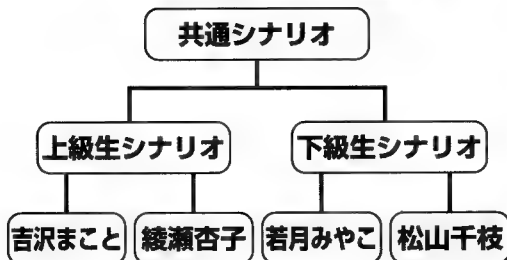 共通シナリオ
上級生シナリオ
下級生シナリオ
吉沢まこと
綾瀬杏子
若月みやこ
松山千枝